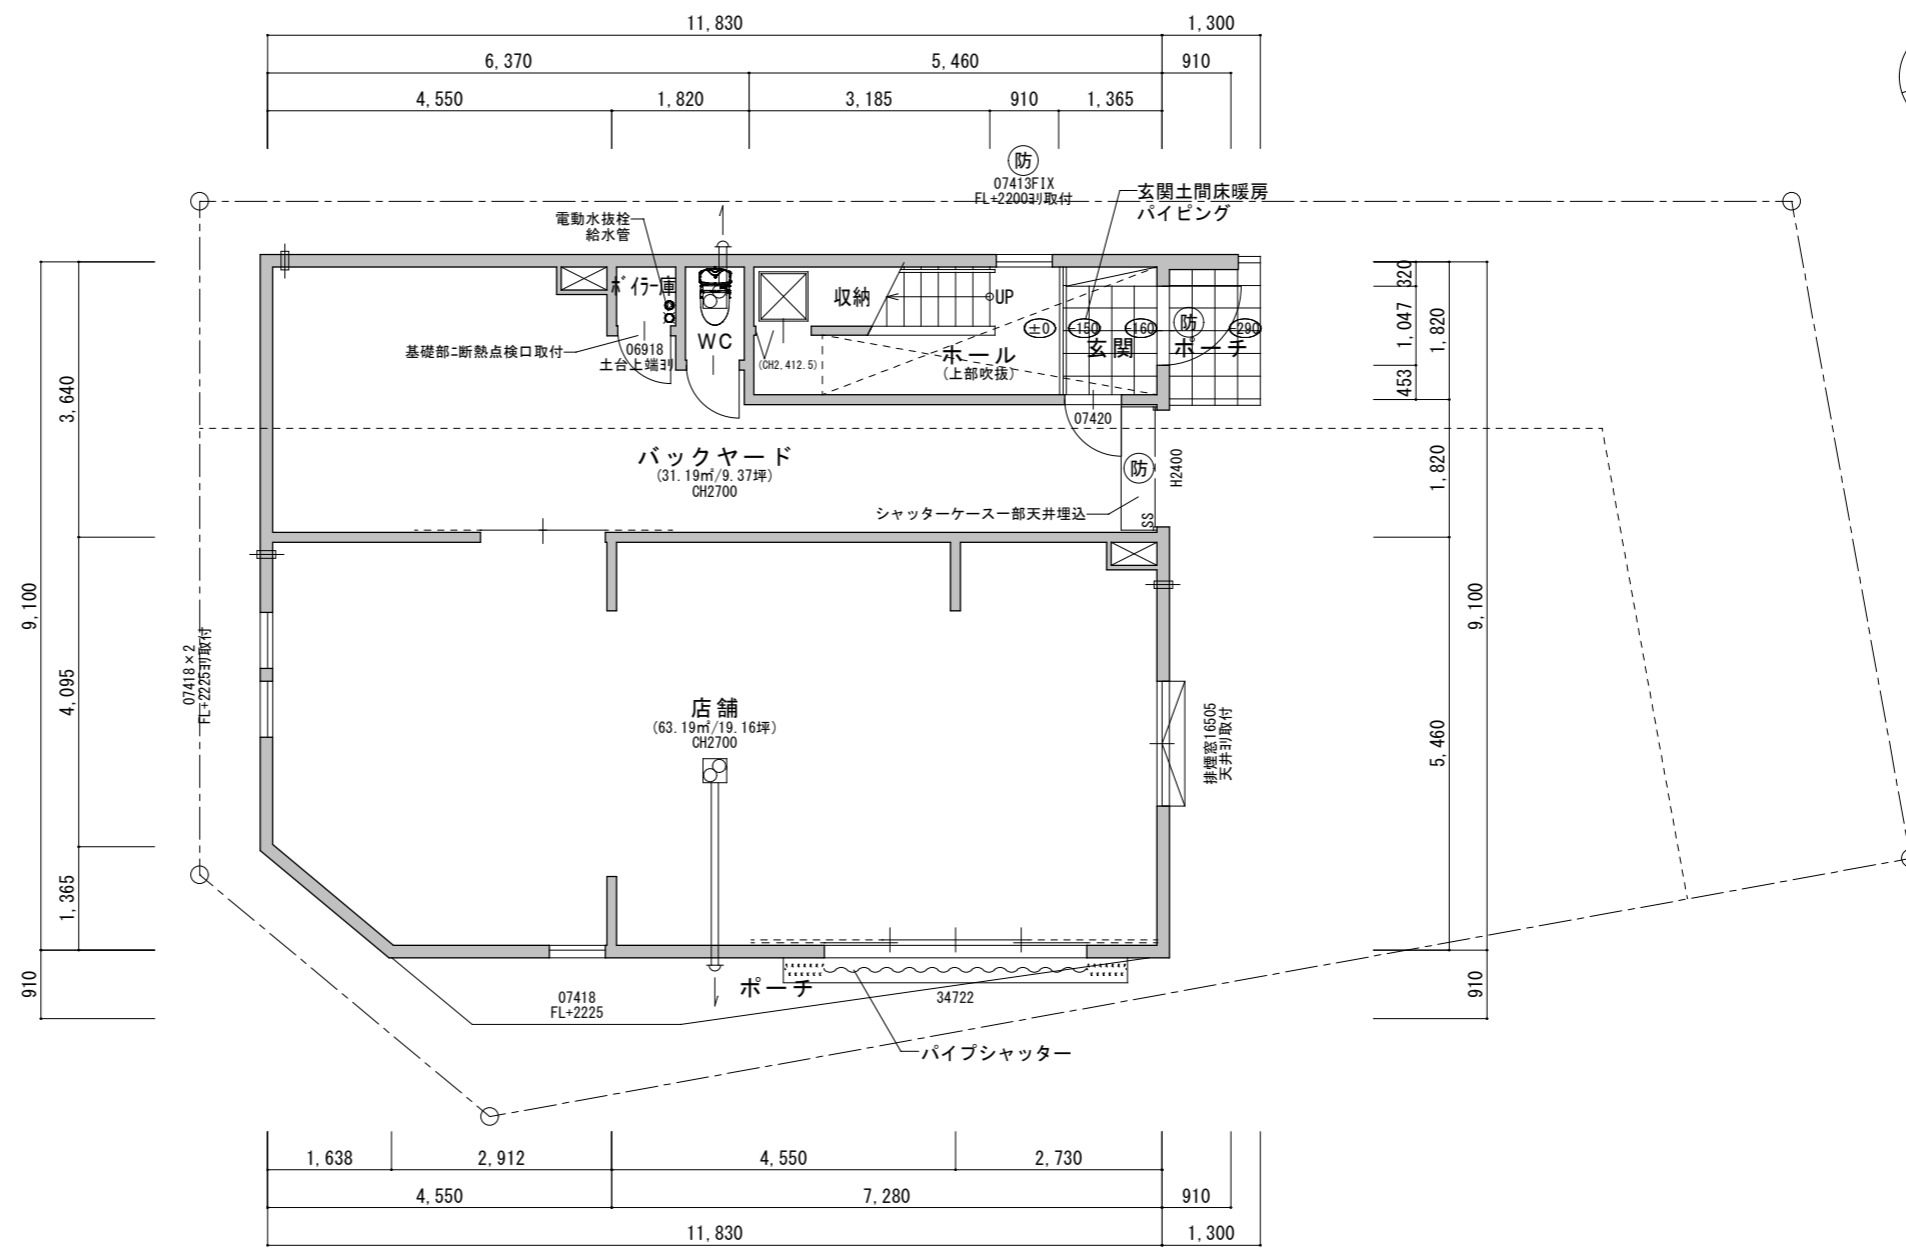 11,830
1,300
6,370
5,460
910
4,550
1,820
3,185
910
1,365
防
07413FIX
FL+2200ﾖﾘ取付
玄関土間床暖房
パイピング
電動水抜栓
給水管
ﾎﾞｲﾗｰ庫
収納
UP
WC
±0
-150
-160
防
-290
基礎部ﾆ断熱点検口取付
06918
土台上端ﾖﾘ
(CH2,412.5)
ホール
(上部吹抜)
玄関
ポーチ
320
1,047
453
1,820
07420
バックヤード
(31.19㎡/9.37坪)
CH2700
防
H2400
シャッターケース一部天井埋込
SS
1,820
3,640
9,100
4,095
1,365
910
07418×2
FL+2225ﾖﾘ取付
店舗
(63.19㎡/19.16坪)
CH2700
排煙窓16505
天井ﾖﾘ取付
5,460
9,100
910
ポーチ
07418
FL+2225
34722
パイプシャッター
1,638
2,912
4,550
2,730
4,550
7,280
910
11,830
1,300